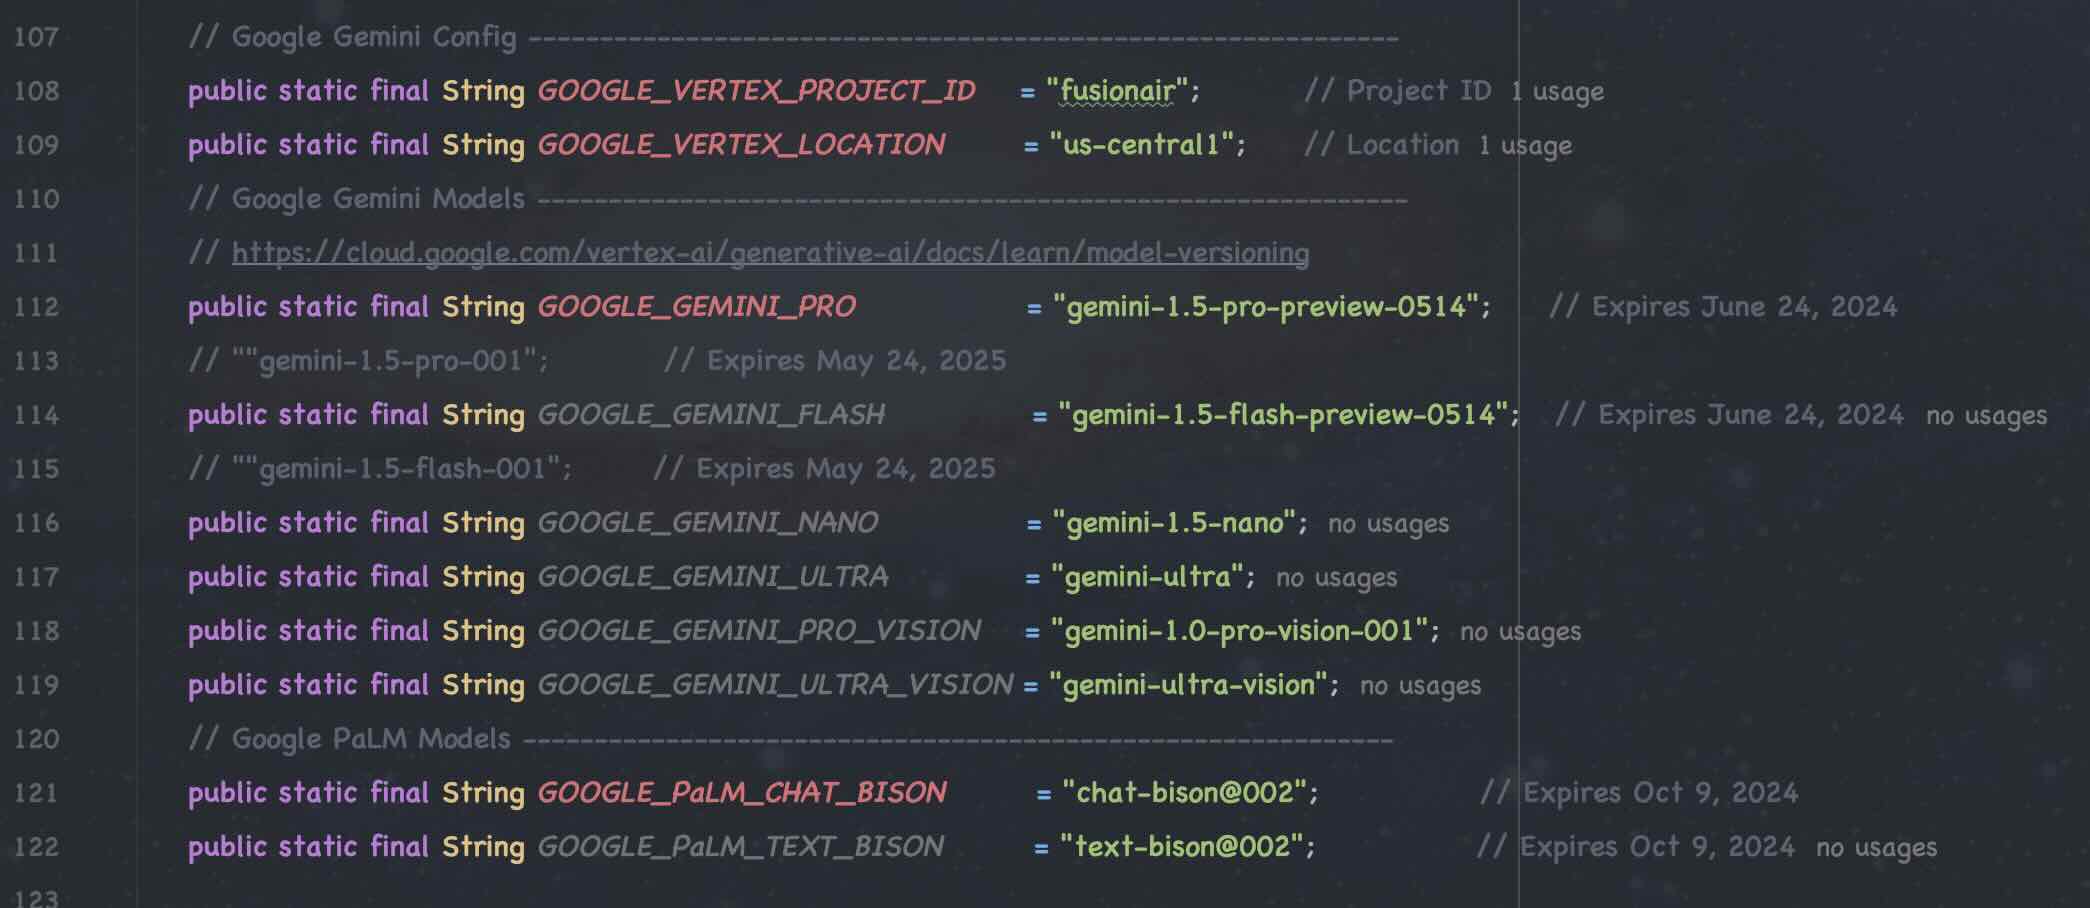 107 // Google Gemini Config -------------------------------------------------------------
108 public static final String GOOGLE_VERTEX_PROJECT_ID = "fusionair"; // Project ID 1 usage
109 public static final String GOOGLE_VERTEX_LOCATION = "us-central1"; // Location 1 usage
110 // Google Gemini Models -------------------------------------------------------------
111 // https://cloud.google.com/vertex-ai/generative-ai/docs/learn/model-versioning
112 public static final String GOOGLE_GEMINI_PRO = "gemini-1.5-pro-preview-0514"; // Expires June 24, 2024
113 // ""gemini-1.5-pro-001"; // Expires May 24, 2025
114 public static final String GOOGLE_GEMINI_FLASH = "gemini-1.5-flash-preview-0514"; // Expires June 24, 2024 no usages
115 // ""gemini-1.5-flash-001"; // Expires May 24, 2025
116 public static final String GOOGLE_GEMINI_NANO = "gemini-1.5-nano"; no usages
117 public static final String GOOGLE_GEMINI_ULTRA = "gemini-ultra"; no usages
118 public static final String GOOGLE_GEMINI_PRO_VISION = "gemini-1.0-pro-vision-001"; no usages
119 public static final String GOOGLE_GEMINI_ULTRA_VISION = "gemini-ultra-vision"; no usages
120 // Google PaLM Models -------------------------------------------------------------
121 public static final String GOOGLE_PaLM_CHAT_BISON = "chat-bison@002"; // Expires Oct 9, 2024
122 public static final String GOOGLE_PaLM_TEXT_BISON = "text-bison@002"; // Expires Oct 9, 2024 no usages
123